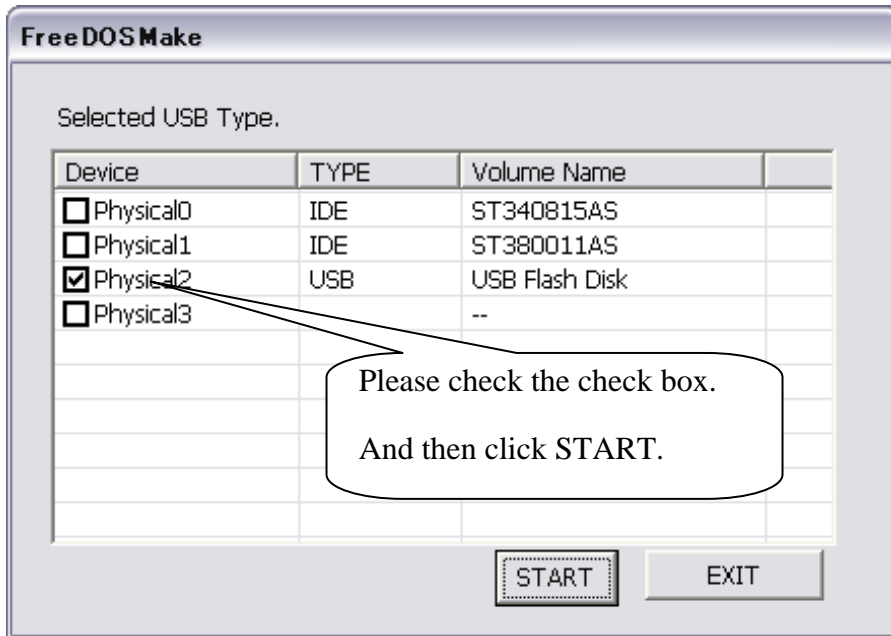 FreeDOSMake
Selected USB Type.
Device TYPE Volume Name
Physical0 IDE ST340815AS
Physical1 IDE ST380011AS
Physical2 USB USB Flash Disk
Physical3 --
Please check the check box.
And then click START.
START EXIT